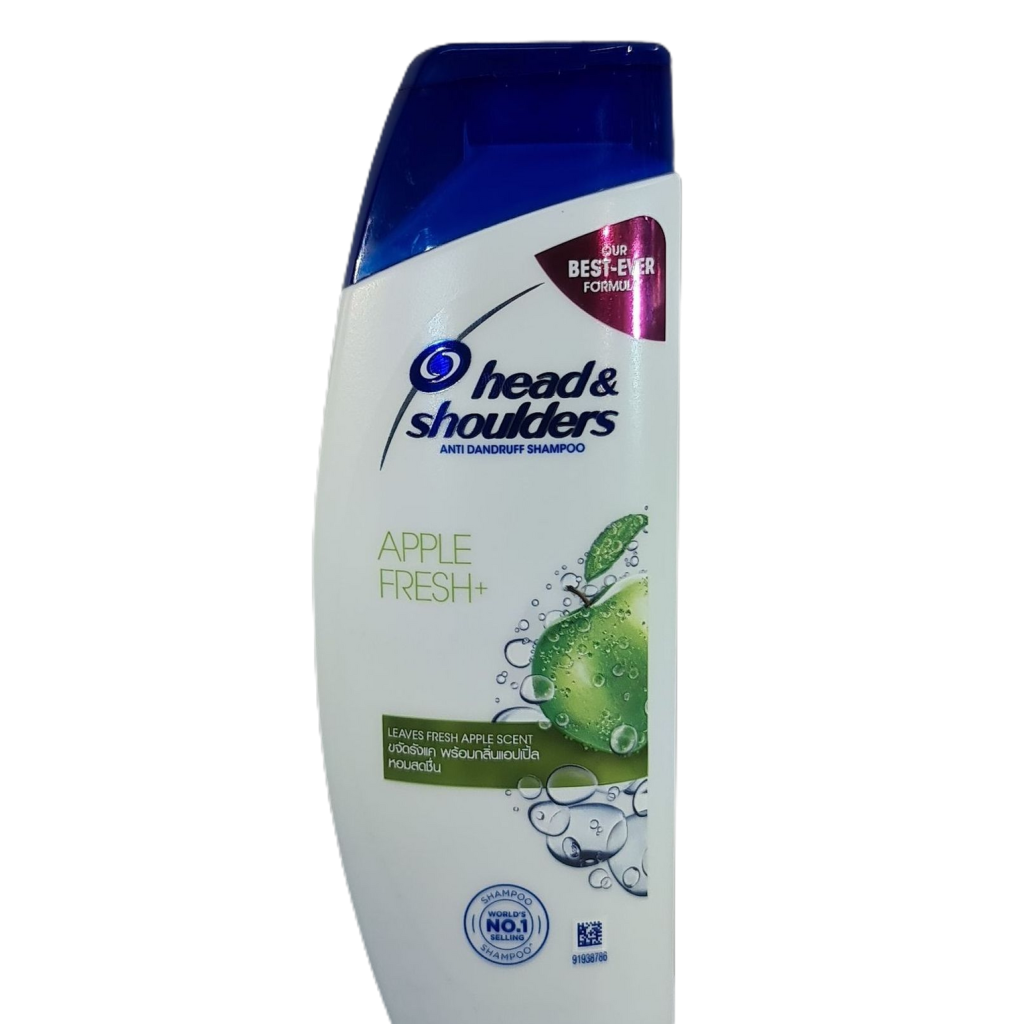 OUR
BEST-EVER
FORMULA
head &
shoulders
ANTI DANDRUFF SHAMPOO
APPLE
FRESH+
LEAVES FRESH APPLE SCENT
ขจัดรังแค พร้อมกลิ่นแอปเปิ้ล
หอมสดชื่น
SHAMPOO
WORLD'S
NO.1
SELLING
SHAMPOO*
91938786